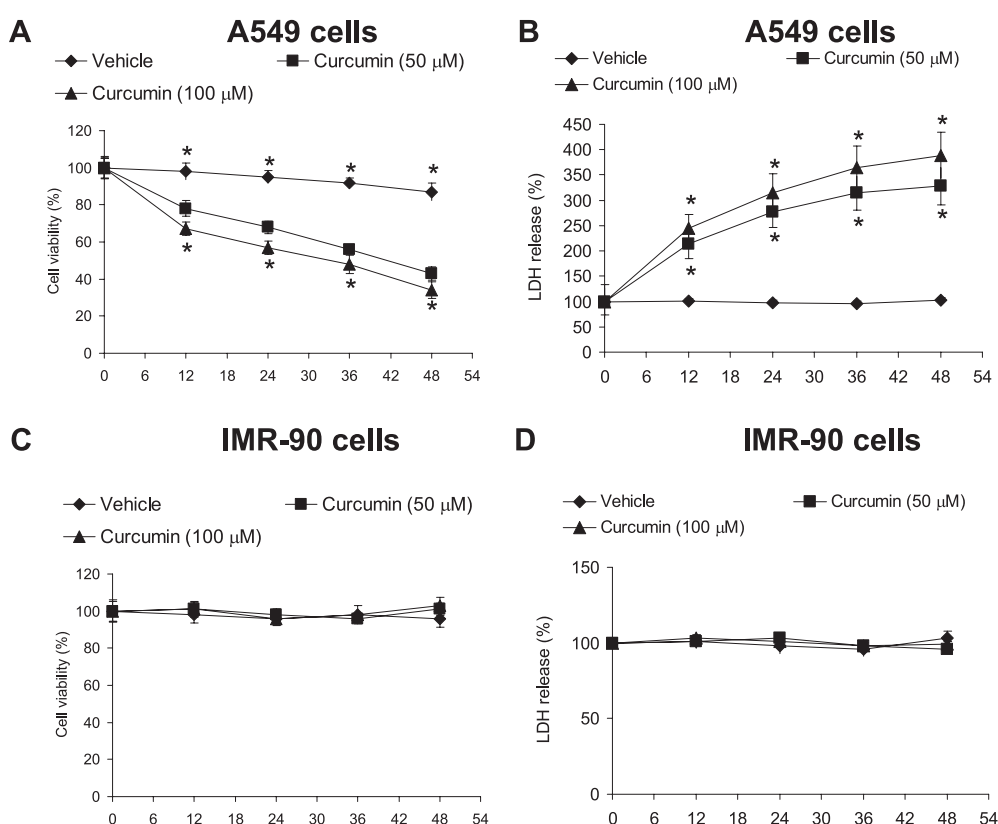 A
A549 cells
Vehicle
Curcumin (50 μM)
Curcumin (100 μM)
Cell viability (%)
120
100
80
60
40
20
0
0 6 12 18 24 30 36 42 48 54
* * * *
* * * *
B
A549 cells
Vehicle
Curcumin (50 μM)
Curcumin (100 μM)
LDH release (%)
450
400
350
300
250
200
150
100
50
0
0 6 12 18 24 30 36 42 48 54
* * * *
* * * *
C
IMR-90 cells
Vehicle
Curcumin (50 μM)
Curcumin (100 μM)
Cell viability (%)
120
100
80
60
40
20
0
0 6 12 18 24 30 36 42 48 54
D
IMR-90 cells
Vehicle
Curcumin (50 μM)
Curcumin (100 μM)
LDH release (%)
150
100
50
0
0 6 12 18 24 30 36 42 48 54